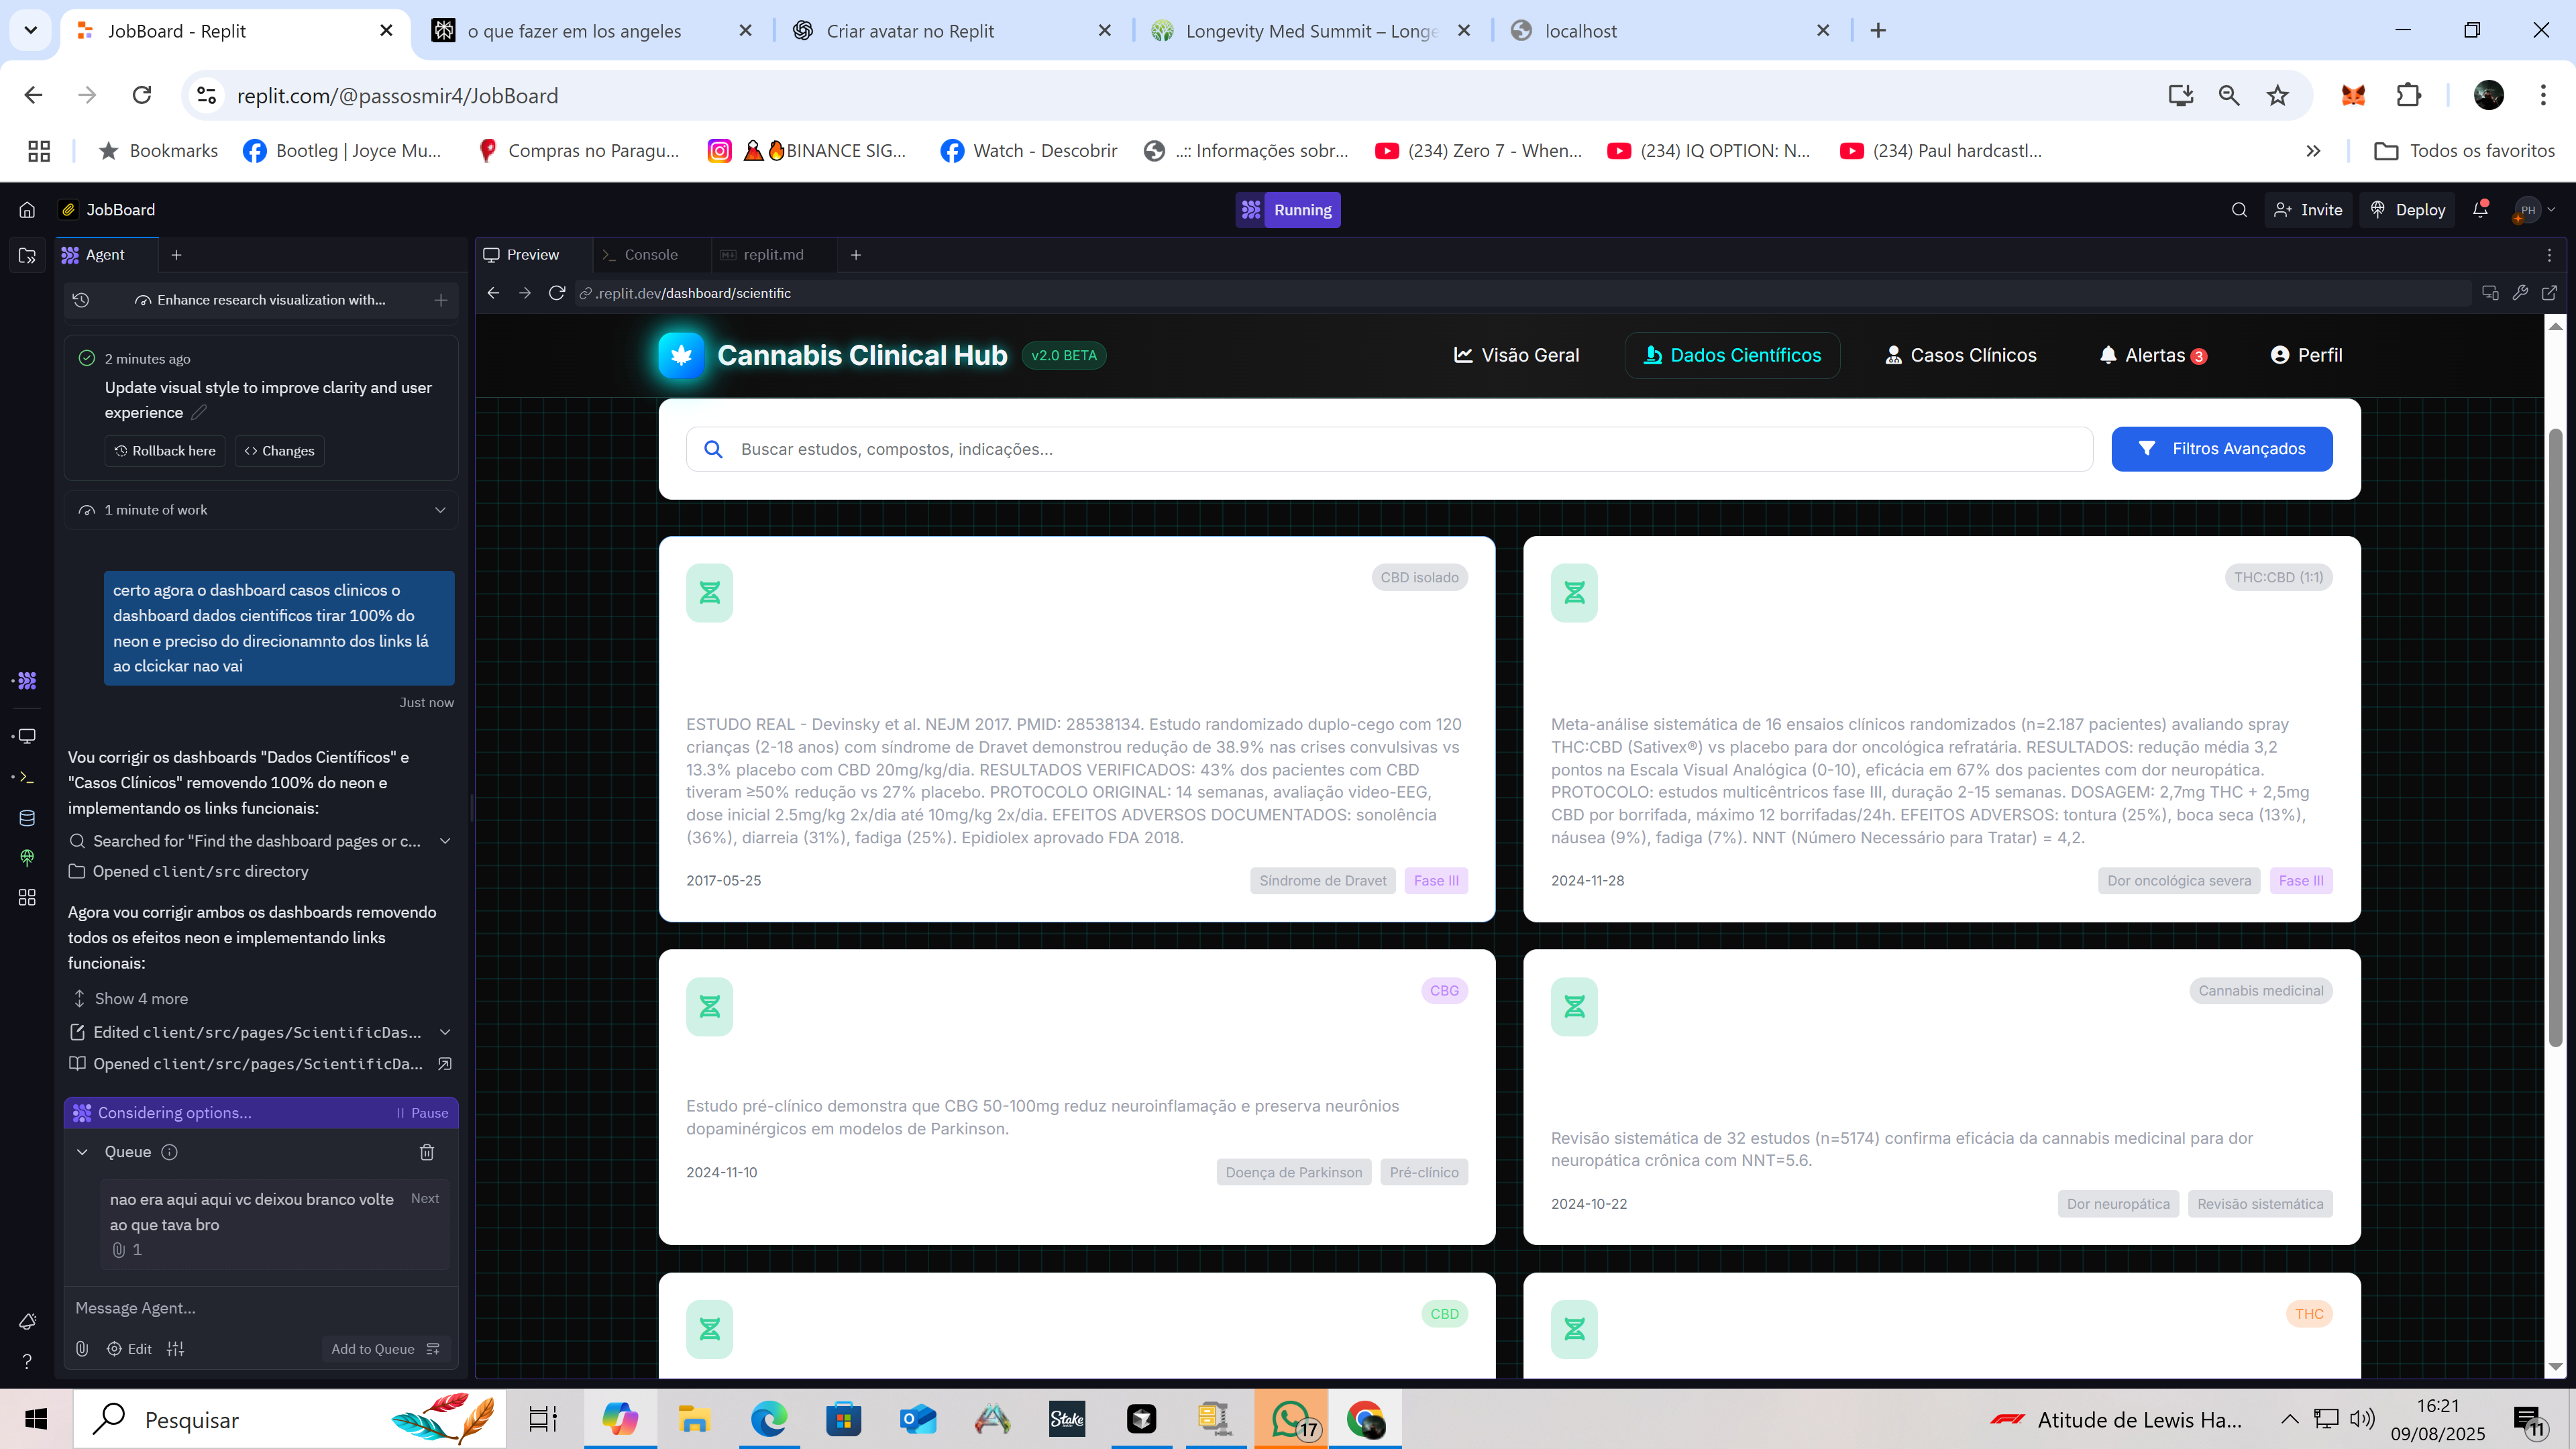 JobBoard - Replit
o que fazer em los angeles
Criar avatar no Replit
Longevity Med Summit – Longe
localhost
replit.com/@passosmir4/JobBoard
Bookmarks
Bootleg | Joyce Mu...
Compras no Paragu...
BINANCE SIG...
Watch - Descobrir
..:: Informações sobr...
(234) Zero 7 - When...
(234) IQ OPTION: N...
(234) Paul hardcastl...
Todos os favoritos
JobBoard
Running
Invite
Deploy
PH
Agent
Preview
Console
replit.md
Enhance research visualization with...
.replit.dev/dashboard/scientific
2 minutes ago
Update visual style to improve clarity and user
experience
Rollback here
Changes
1 minute of work
certo agora o dashboard casos clinicos o
dashboard dados cientificos tirar 100% do
neon e preciso do direcionamnto dos links lá
ao clcickar nao vai
Just now
Vou corrigir os dashboards "Dados Científicos" e
"Casos Clínicos" removendo 100% do neon e
implementando os links funcionais:
Searched for "Find the dashboard pages or c...
Opened client/src directory
Agora vou corrigir ambos os dashboards removendo
todos os efeitos neon e implementando links
funcionais:
Show 4 more
Edited client/src/pages/ScientificDas...
Opened client/src/pages/ScientificDa...
Considering options...
Pause
Queue
nao era aqui aqui vc deixou branco volte
ao que tava bro
Next
1
Message Agent...
Edit
Add to Queue
Cannabis Clinical Hub
v2.0 BETA
Visão Geral
Dados Científicos
Casos Clínicos
Alertas 3
Perfil
Buscar estudos, compostos, indicações...
Filtros Avançados
CBD isolado
ESTUDO REAL - Devinsky et al. NEJM 2017. PMID: 28538134. Estudo randomizado duplo-cego com 120
crianças (2-18 anos) com síndrome de Dravet demonstrou redução de 38.9% nas crises convulsivas vs
13.3% placebo com CBD 20mg/kg/dia. RESULTADOS VERIFICADOS: 43% dos pacientes com CBD
tiveram ≥50% redução vs 27% placebo. PROTOCOLO ORIGINAL: 14 semanas, avaliação video-EEG,
dose inicial 2.5mg/kg 2x/dia até 10mg/kg 2x/dia. EFEITOS ADVERSOS DOCUMENTADOS: sonolência
(36%), diarreia (31%), fadiga (25%). Epidiolex aprovado FDA 2018.
2017-05-25
Síndrome de Dravet
Fase III
THC:CBD (1:1)
Meta-análise sistemática de 16 ensaios clínicos randomizados (n=2.187 pacientes) avaliando spray
THC:CBD (Sativex®) vs placebo para dor oncológica refratária. RESULTADOS: redução média 3,2
pontos na Escala Visual Analógica (0-10), eficácia em 67% dos pacientes com dor neuropática.
PROTOCOLO: estudos multicêntricos fase III, duração 2-15 semanas. DOSAGEM: 2,7mg THC + 2,5mg
CBD por borrifada, máximo 12 borrifadas/24h. EFEITOS ADVERSOS: tontura (25%), boca seca (13%),
náusea (9%), fadiga (7%). NNT (Número Necessário para Tratar) = 4,2.
2024-11-28
Dor oncológica severa
Fase III
CBG
Estudo pré-clínico demonstra que CBG 50-100mg reduz neuroinflamação e preserva neurônios
dopaminérgicos em modelos de Parkinson.
2024-11-10
Doença de Parkinson
Pré-clínico
Cannabis medicinal
Revisão sistemática de 32 estudos (n=5174) confirma eficácia da cannabis medicinal para dor
neuropática crônica com NNT=5.6.
2024-10-22
Dor neuropática
Revisão sistemática
CBD
THC
Pesquisar
Stake
17
Atitude de Lewis Ha...
16:21
09/08/2025
11